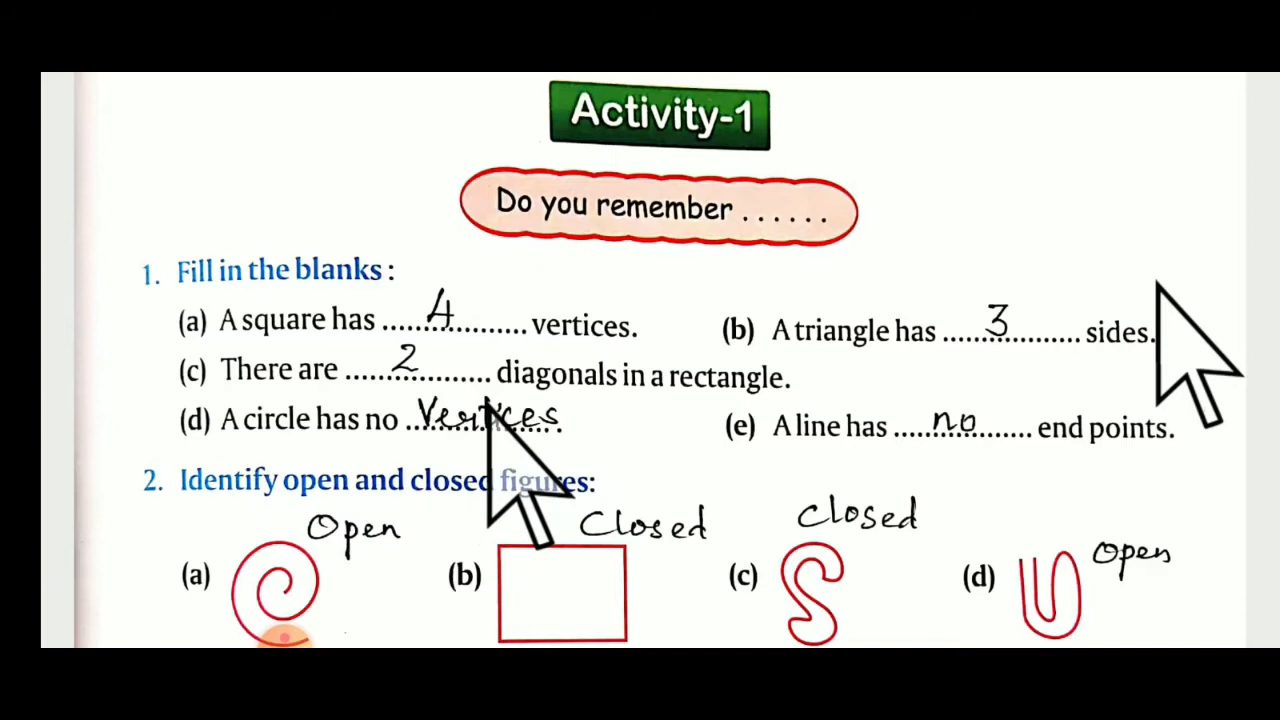 Activity-1
Do you remember ......
1. Fill in the blanks :
(a) A square has ......4............ vertices. (b) A triangle has ......3............ sides.
(c) There are ......2............ diagonals in a rectangle.
(d) A circle has no ..Vertices... (e) A line has ......no......... end points.
2. Identify open and closed figures:
Open Closed Closed Open
(a) (b) (c) (d)